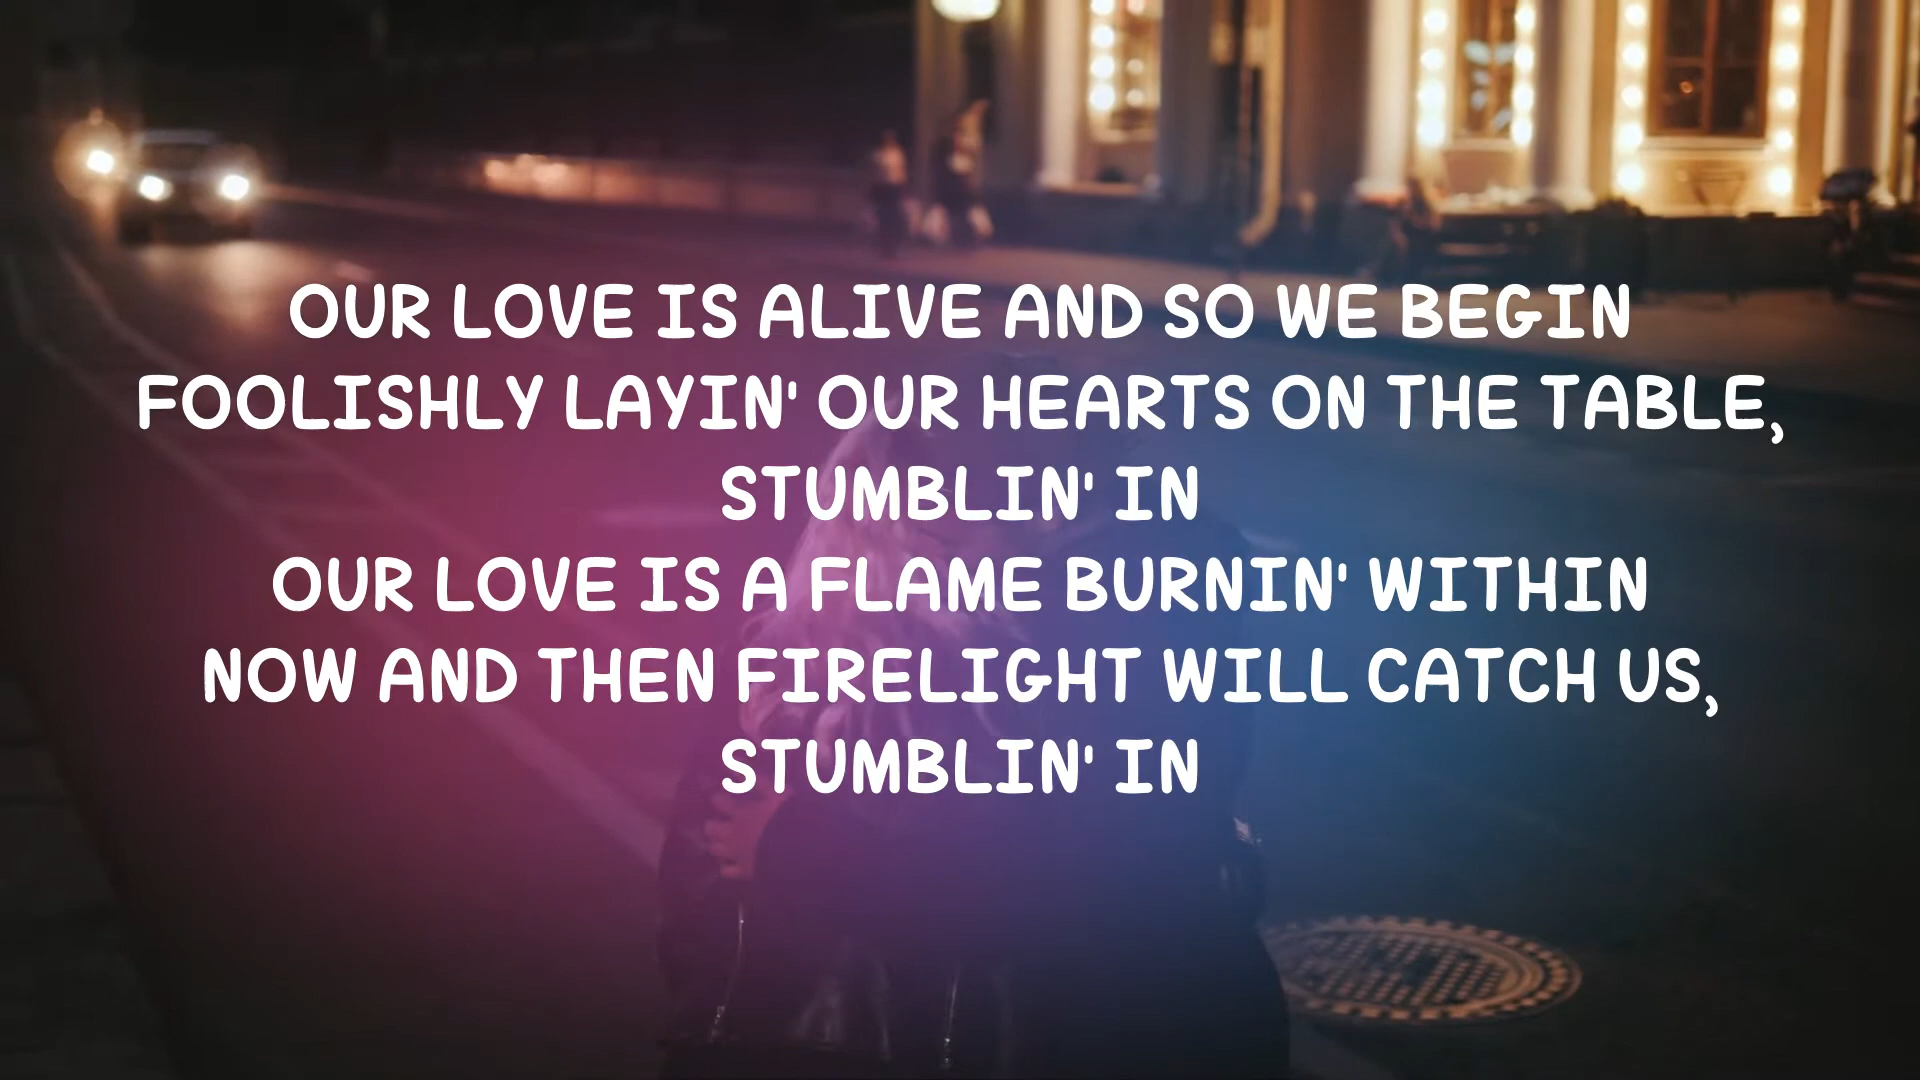 OUR LOVE IS ALIVE AND SO WE BEGIN
FOOLISHLY LAYIN' OUR HEARTS ON THE TABLE,
STUMBLIN' IN
OUR LOVE IS A FLAME BURNIN' WITHIN
NOW AND THEN FIRELIGHT WILL CATCH US,
STUMBLIN' IN